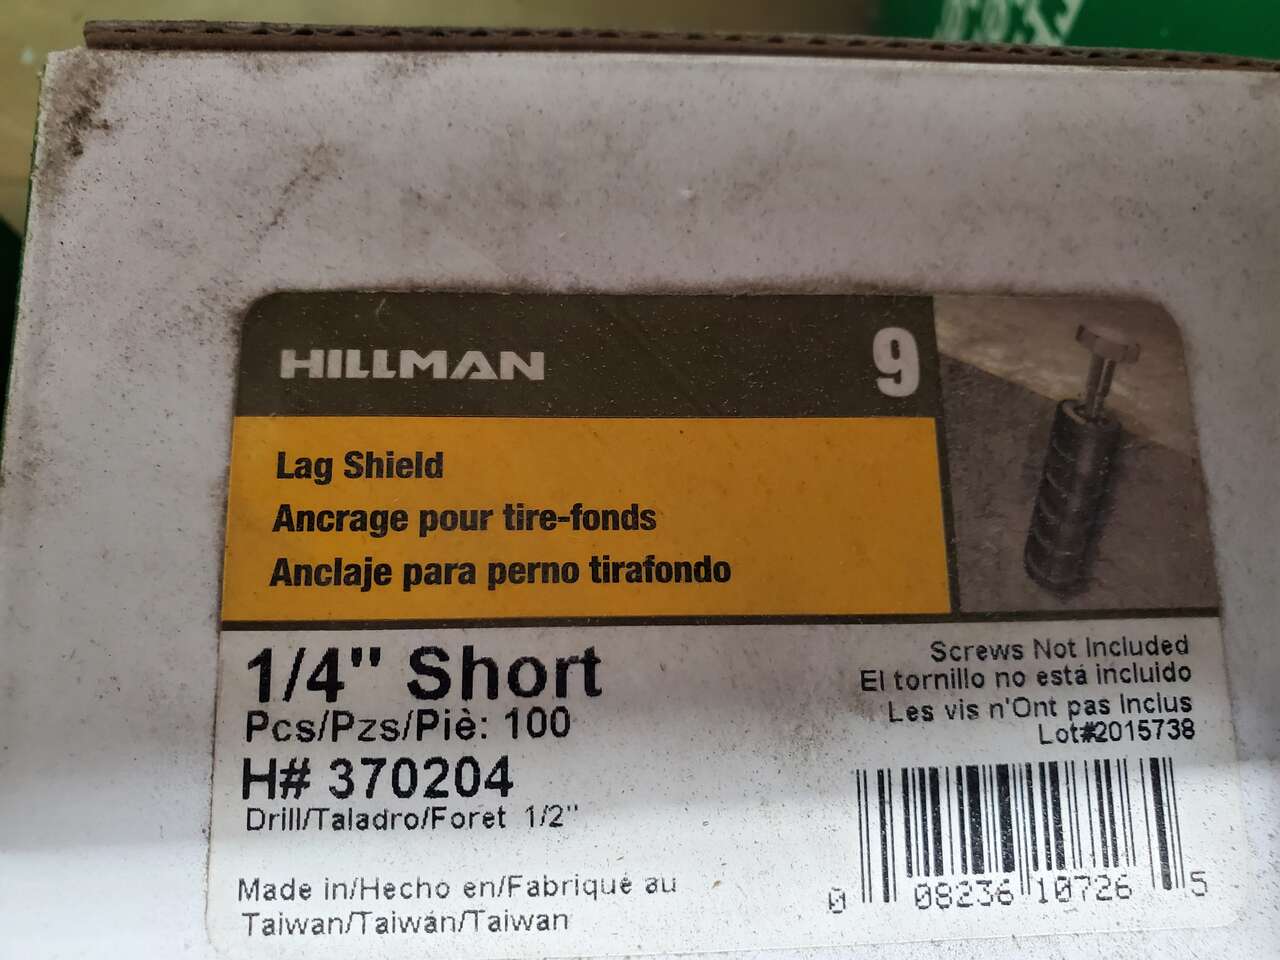 HILLMAN
9
Lag Shield
Ancrage pour tire-fonds
Anclaje para perno tirafondo
1/4" Short
Pcs/Pzs/Piè: 100
H# 370204
Drill/Taladro/Foret 1/2"
Made in/Hecho en/Fabriqué au
Taiwan/Taiwán/Taiwan
Screws Not Included
El tornillo no está incluido
Les vis n'Ont pas Inclus
Lot#2015738
0 08236 10726 5